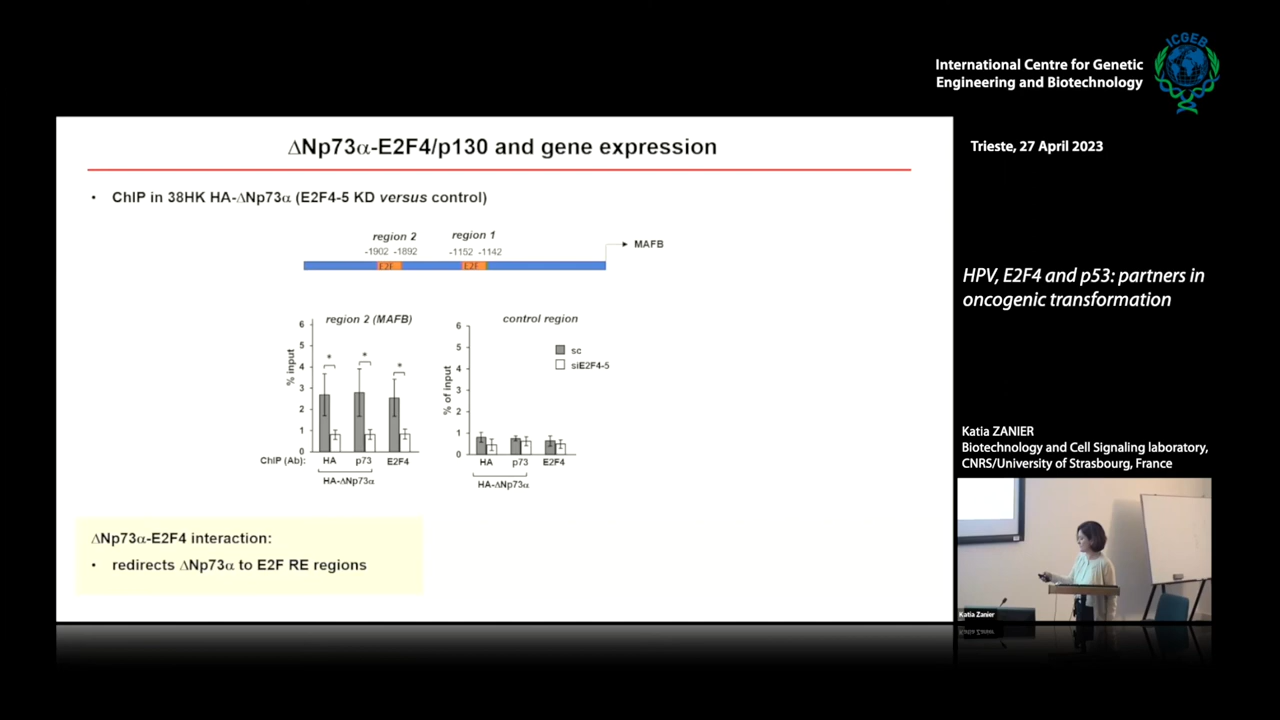 ICGEB
International Centre for Genetic
Engineering and Biotechnology
Trieste, 27 April 2023
ΔNp73α-E2F4/p130 and gene expression
• ChIP in 38HK HA-ΔNp73α (E2F4-5 KD versus control)
region 2 region 1
-1902 -1892 -1152 -1142
MAFB
E2F E2F
HPV, E2F4 and p53: partners in
oncogenic transformation
region 2 (MAFB)
% input
6
5
4
3
2
1
0
* * *
ChIP (Ab): HA p73 E2F4
HA-ΔNp73α
control region
% of input
6
5
4
3
2
1
0
sc
siE2F4-5
HA p73 E2F4
HA-ΔNp73α
Katia ZANIER
Biotechnology and Cell Signaling laboratory,
CNRS/University of Strasbourg, France
ΔNp73α-E2F4 interaction:
• redirects ΔNp73α to E2F RE regions
Katia Zanier